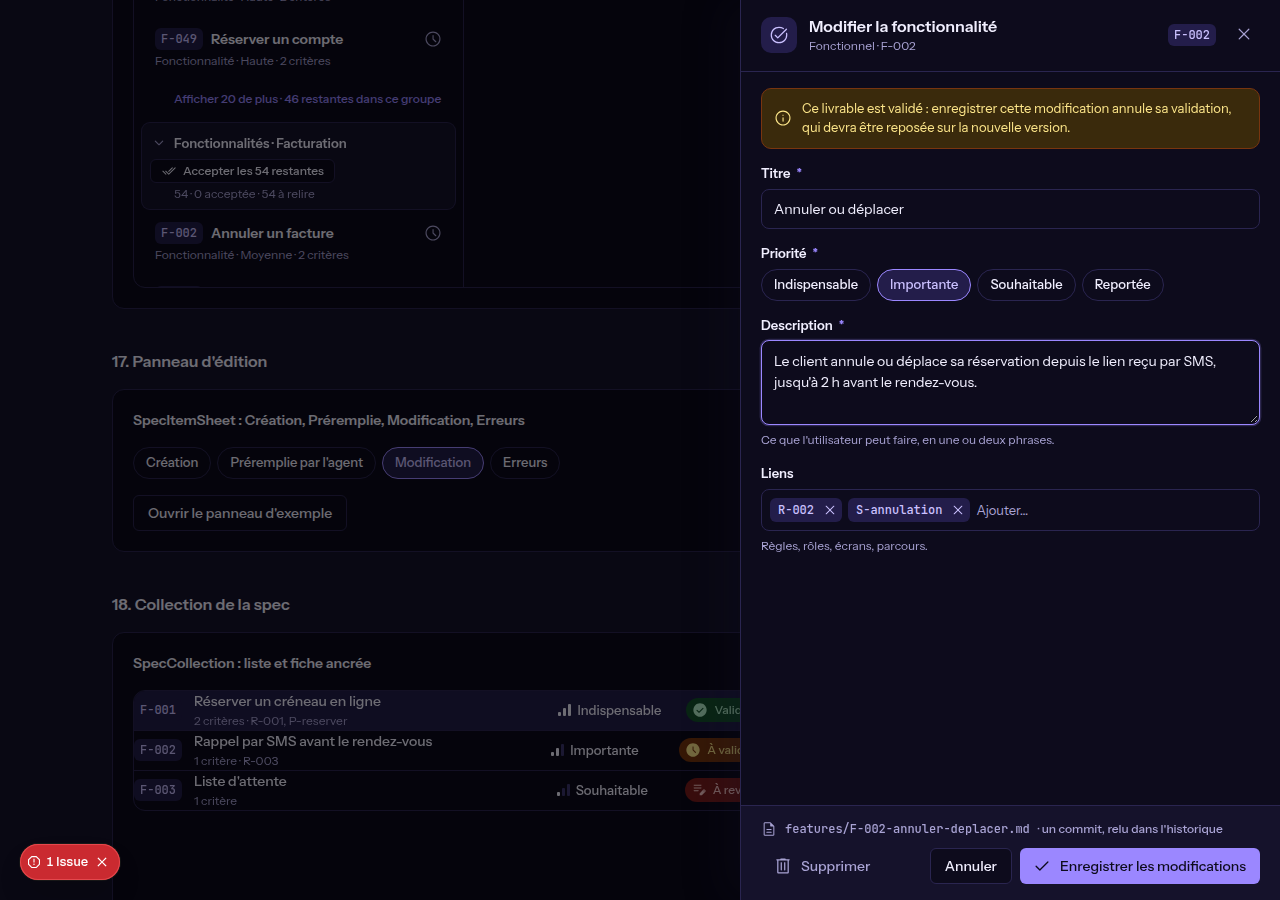 F-049 Réserver un compte
Fonctionnalité · Haute · 2 critères
Afficher 20 de plus · 46 restantes dans ce groupe
Fonctionnalités · Facturation
Accepter les 54 restantes
54 · 0 acceptée · 54 à relire
F-002 Annuler un facture
Fonctionnalité · Moyenne · 2 critères
17. Panneau d'édition
SpecItemSheet : Création, Préremplie, Modification, Erreurs
Création
Préremplie par l'agent
Modification
Erreurs
Ouvrir le panneau d'exemple
18. Collection de la spec
SpecCollection : liste et fiche ancrée
F-001 Réserver un créneau en ligne
2 critères · R-001, P-reserver
Indispensable
F-002 Rappel par SMS avant le rendez-vous
1 critère · R-003
Importante
F-003 Liste d'attente
1 critère
Souhaitable
1 Issue
Modifier la fonctionnalité
Fonctionnel · F-002
F-002
Ce livrable est validé : enregistrer cette modification annule sa validation,
qui devra être reposée sur la nouvelle version.
Titre *
Annuler ou déplacer
Priorité *
Indispensable
Importante
Souhaitable
Reportée
Description *
Le client annule ou déplace sa réservation depuis le lien reçu par SMS,
jusqu'à 2 h avant le rendez-vous.
Ce que l'utilisateur peut faire, en une ou deux phrases.
Liens
R-002 S-annulation Ajouter...
Règles, rôles, écrans, parcours.
features/F-002-annuler-deplacer.md · un commit, relu dans l'historique
Supprimer
Annuler
Enregistrer les modifications